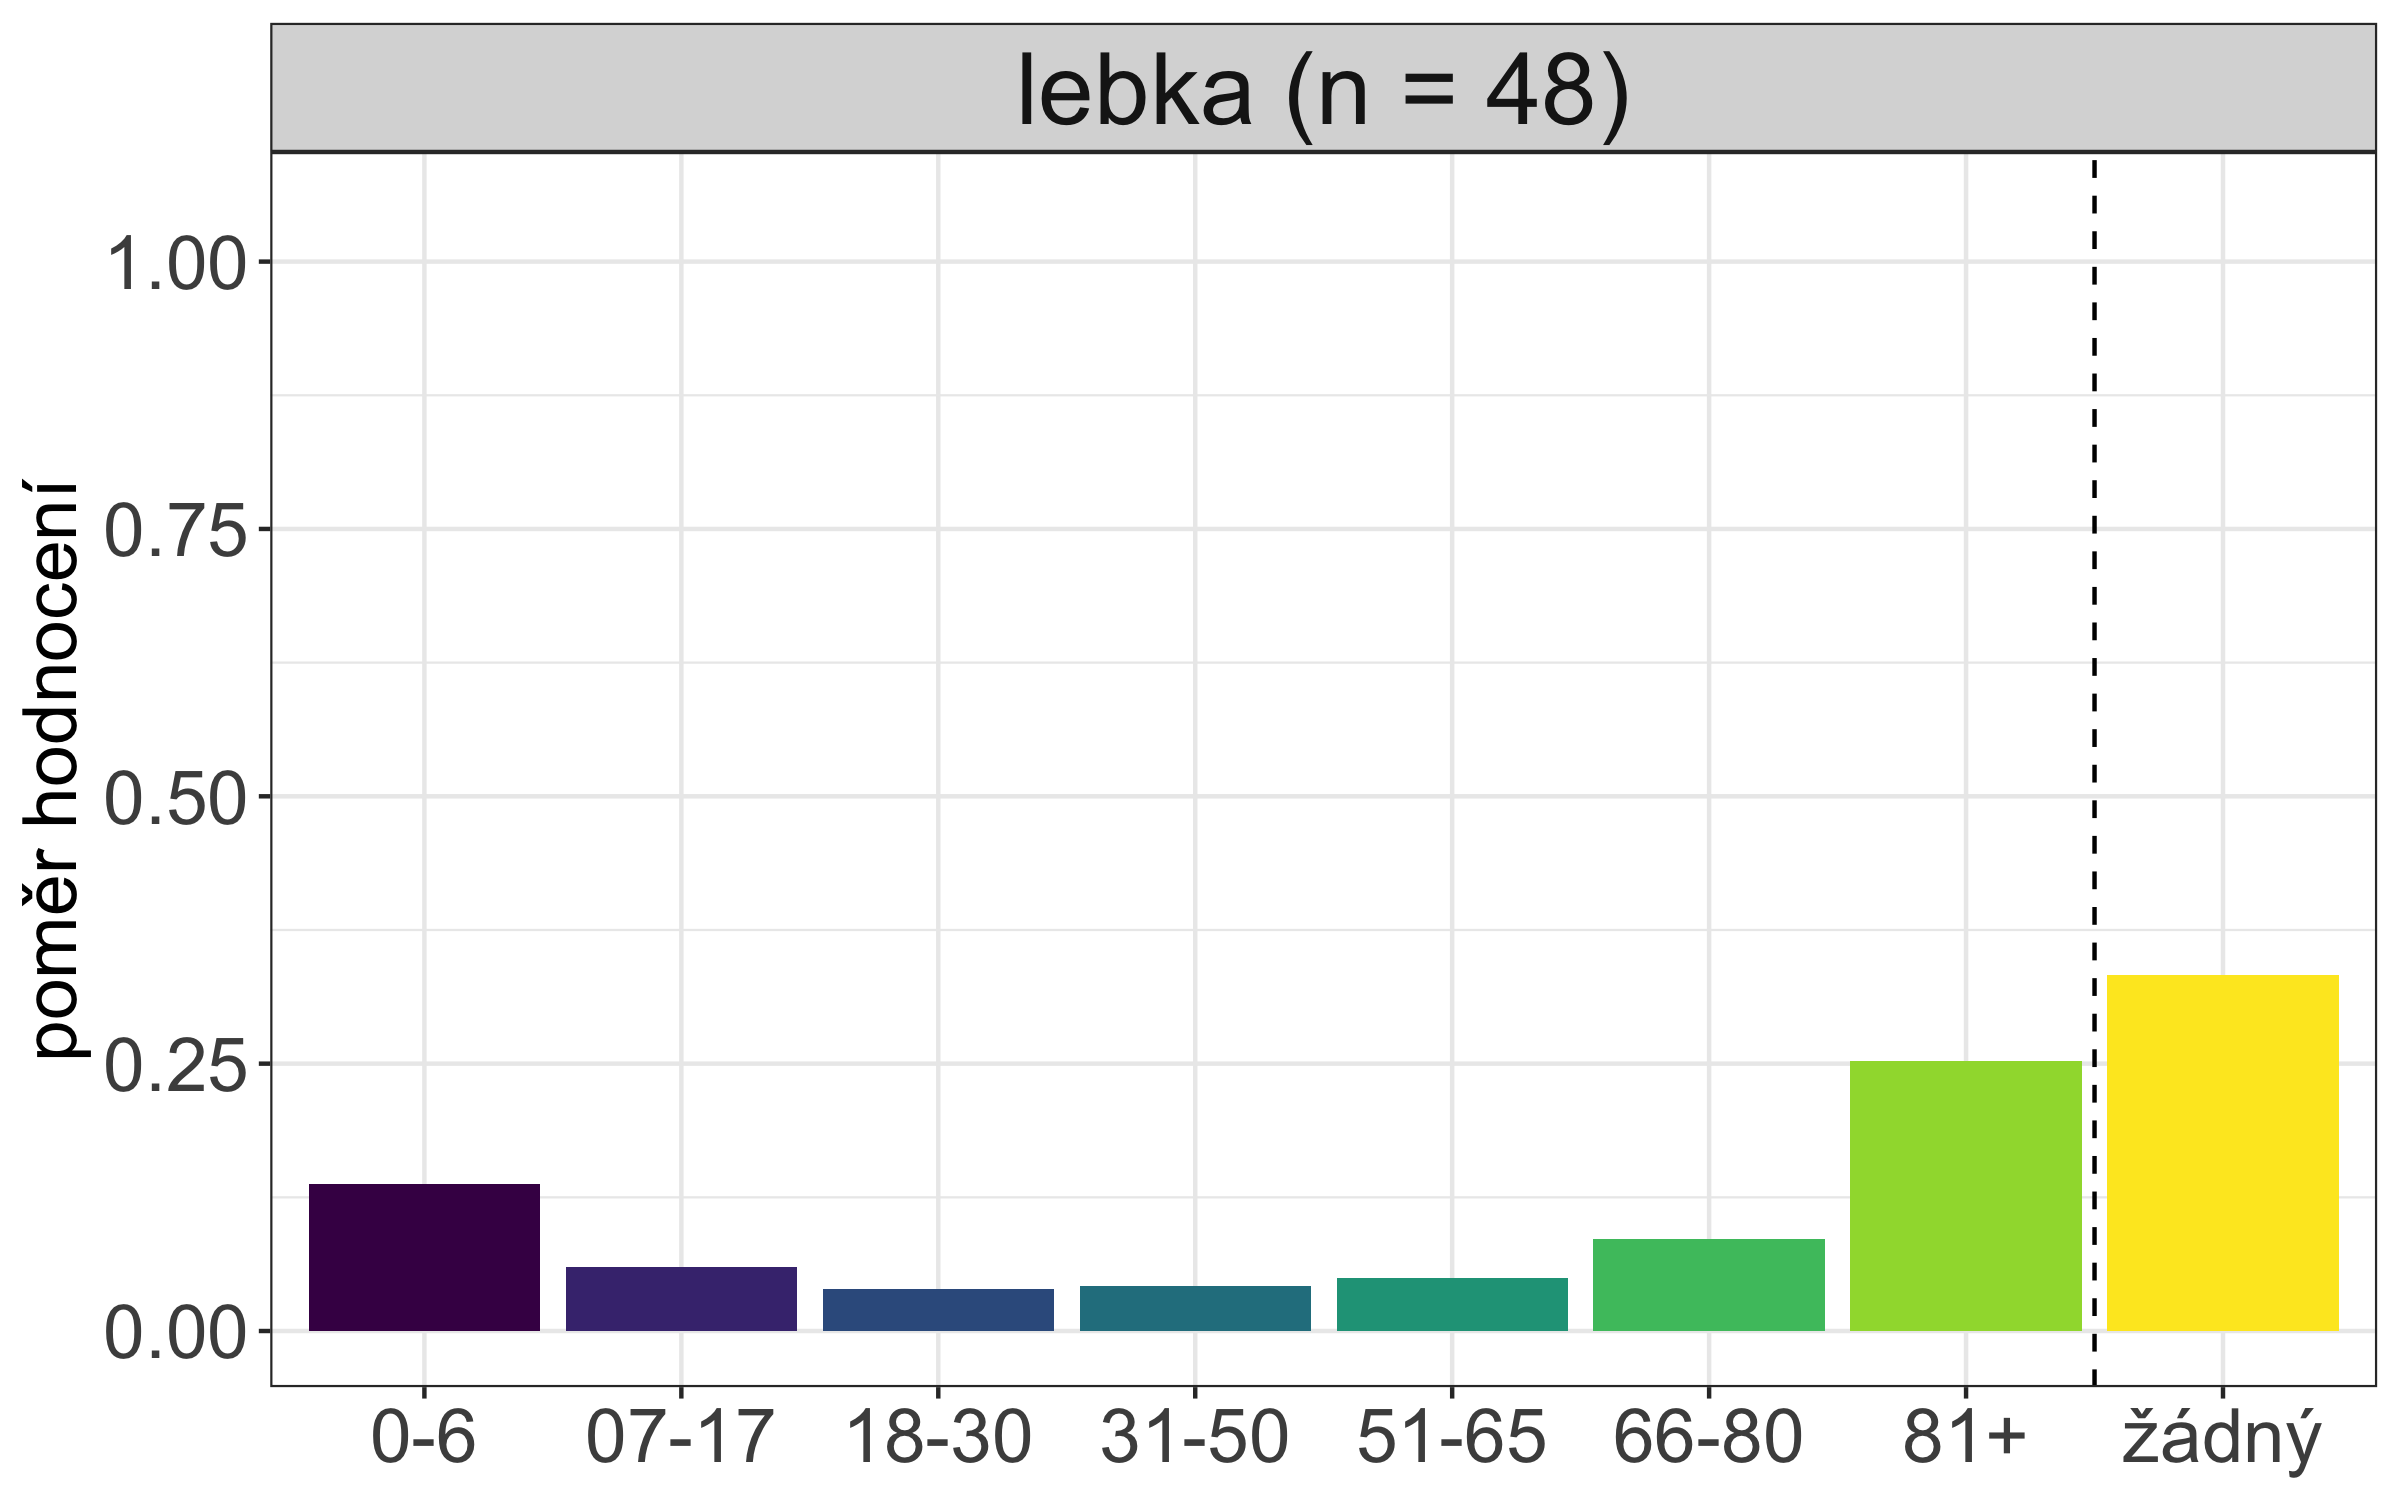 lebka (n = 48)
poměr hodnocení
1.00
0.75
0.50
0.25
0.00
0-6 07-17 18-30 31-50 51-65 66-80 81+ žádný